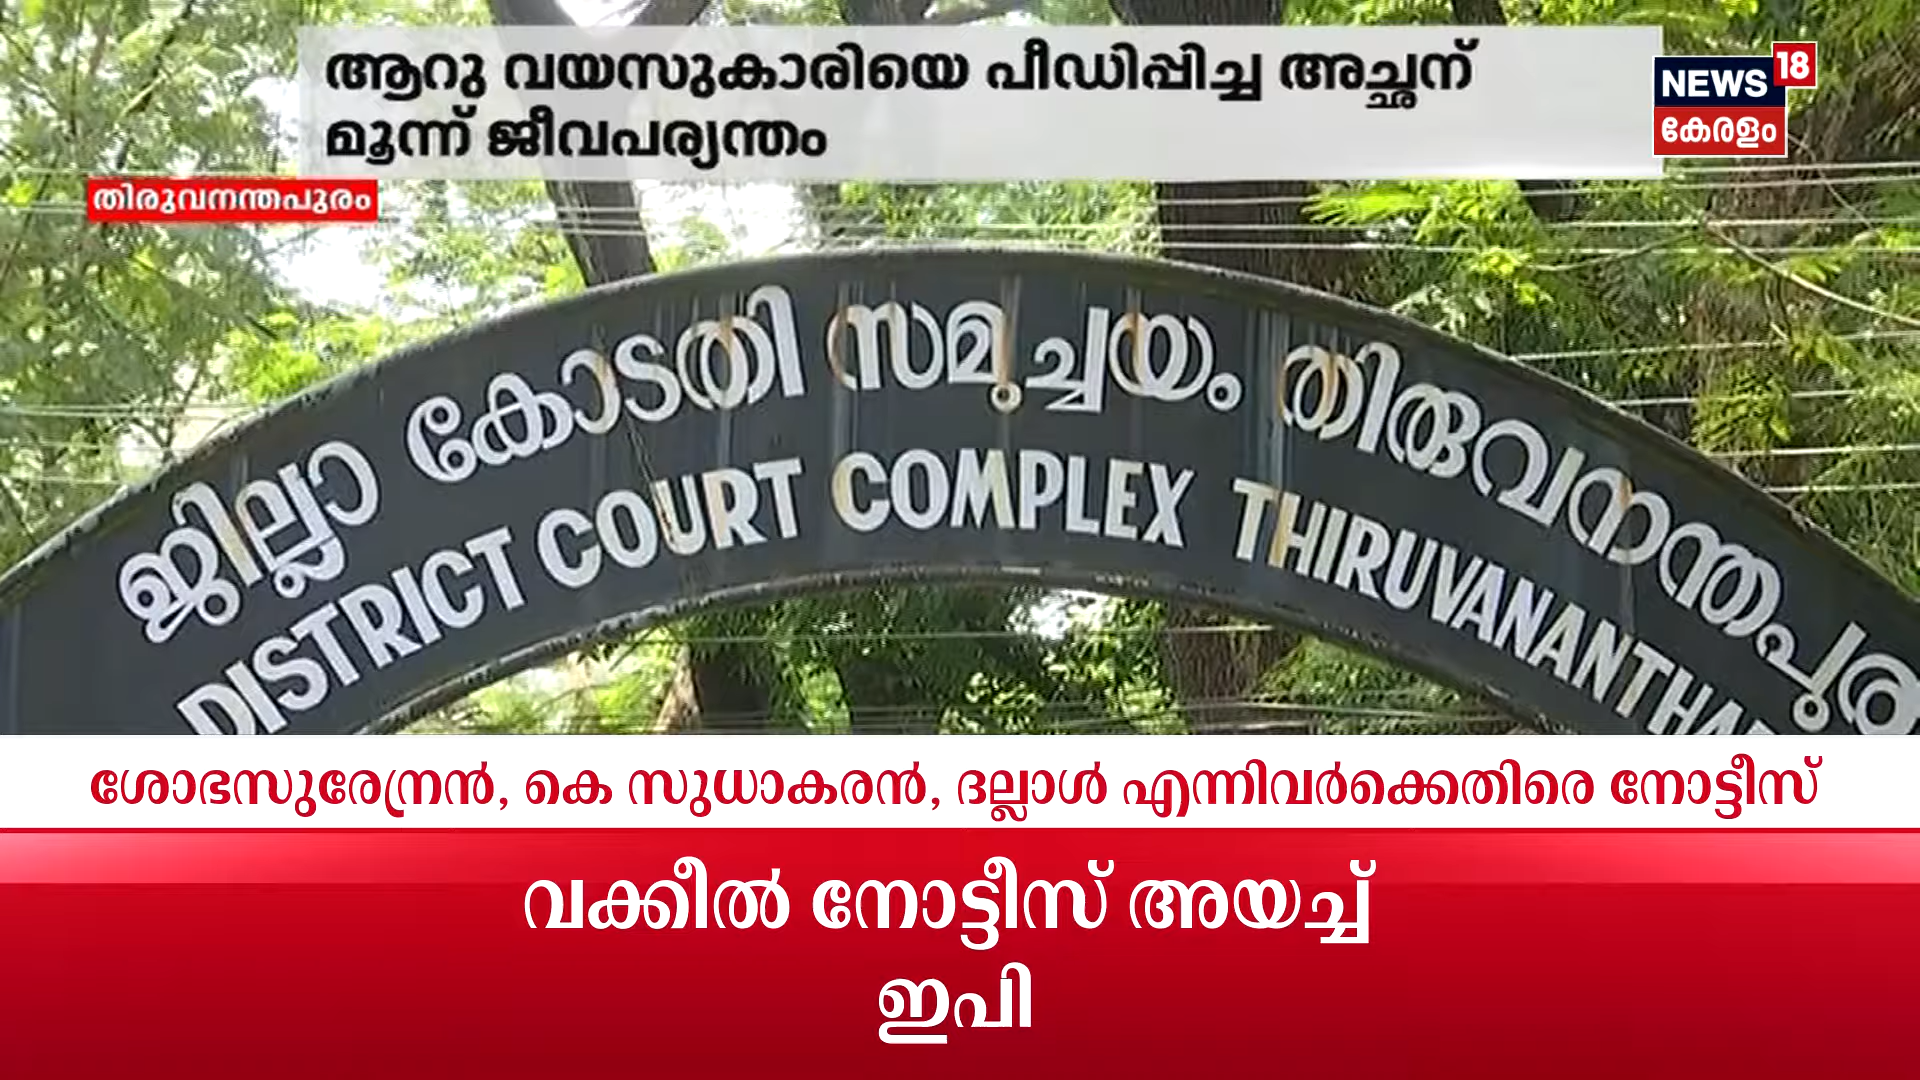 ആറു വയസുകാരിയെ പീഡിപ്പിച്ച അച്ഛന്
മൂന്ന് ജീവപര്യന്തം
NEWS 18
കേരളം
തിരുവനന്തപുരം
ജില്ലാ കോടതി സമുച്ചയം തിരുവനന്തപുര
DISTRICT COURT COMPLEX THIRUVANANTHA
ശോഭസുരേന്ദ്രൻ, കെ സുധാകരൻ, ദല്ലാൾ എന്നിവർക്കെതിരെ നോട്ടീസ്
വക്കീൽ നോട്ടീസ് അയച്ച്
ഇപി